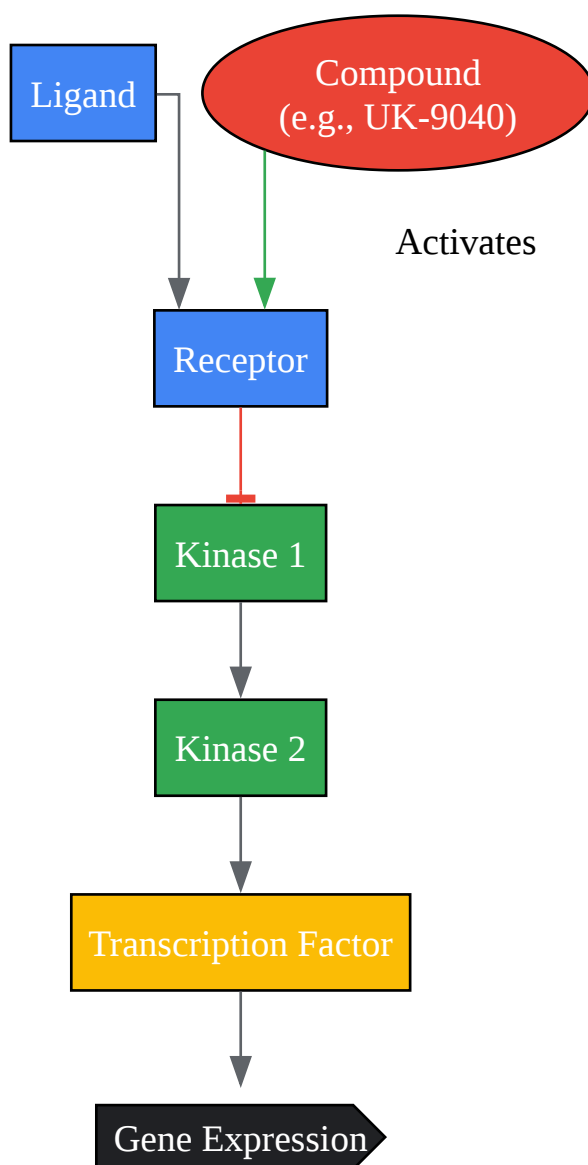 Ligand
Compound
(e.g., UK-9040)
Activates
Receptor
Kinase 1
Kinase 2
Transcription Factor
Gene Expression